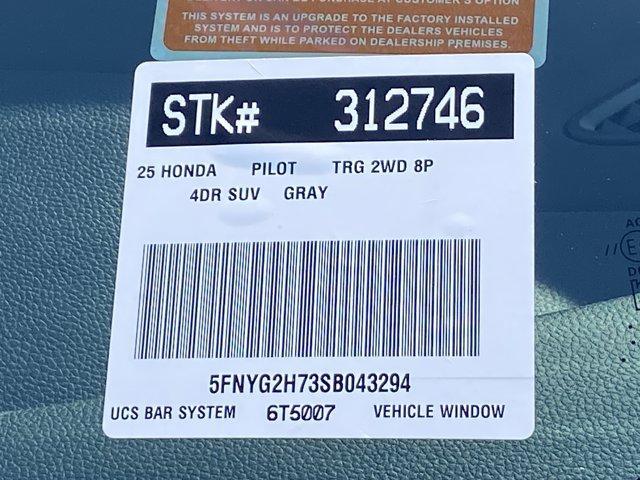 THIS SYSTEM IS AN UPGRADE TO THE FACTORY INSTALLED
SYSTEM AND IS TO PROTECT THE DEALERS VEHICLES
FROM THEFT WHILE PARKED ON DEALERSHIP PREMISES.
STK# 312746
25 HONDA PILOT TRG 2WD 8P
4DR SUV GRAY
5FNYG2H73SB043294
UCS BAR SYSTEM 6T5007 VEHICLE WINDOW